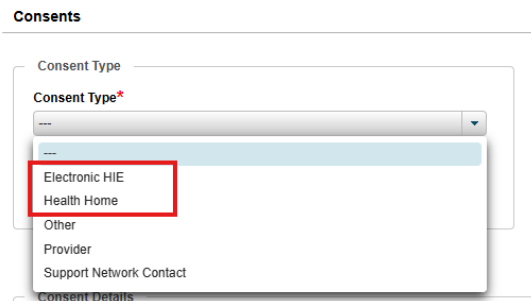 Consents
Consent Type
Consent Type*
---
---
Electronic HIE
Health Home
Other
Provider
Support Network Contact
Consent Details